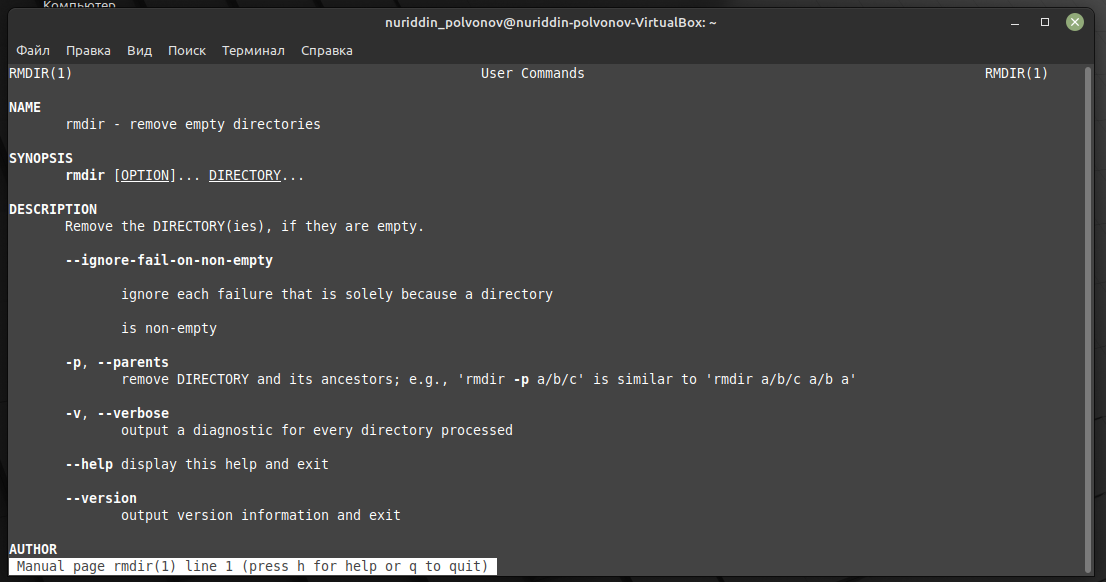 Компьютер
nuriddin_polvonov@nuriddin-polvonov-VirtualBox: ~
Файл Правка Вид Поиск Терминал Справка
RMDIR(1) User Commands RMDIR(1)
NAME
rmdir - remove empty directories
SYNOPSIS
rmdir [OPTION]... DIRECTORY...
DESCRIPTION
Remove the DIRECTORY(ies), if they are empty.
--ignore-fail-on-non-empty
ignore each failure that is solely because a directory
is non-empty
-p, --parents
remove DIRECTORY and its ancestors; e.g., 'rmdir -p a/b/c' is similar to 'rmdir a/b/c a/b a'
-v, --verbose
output a diagnostic for every directory processed
--help display this help and exit
--version
output version information and exit
AUTHOR
Manual page rmdir(1) line 1 (press h for help or q to quit)